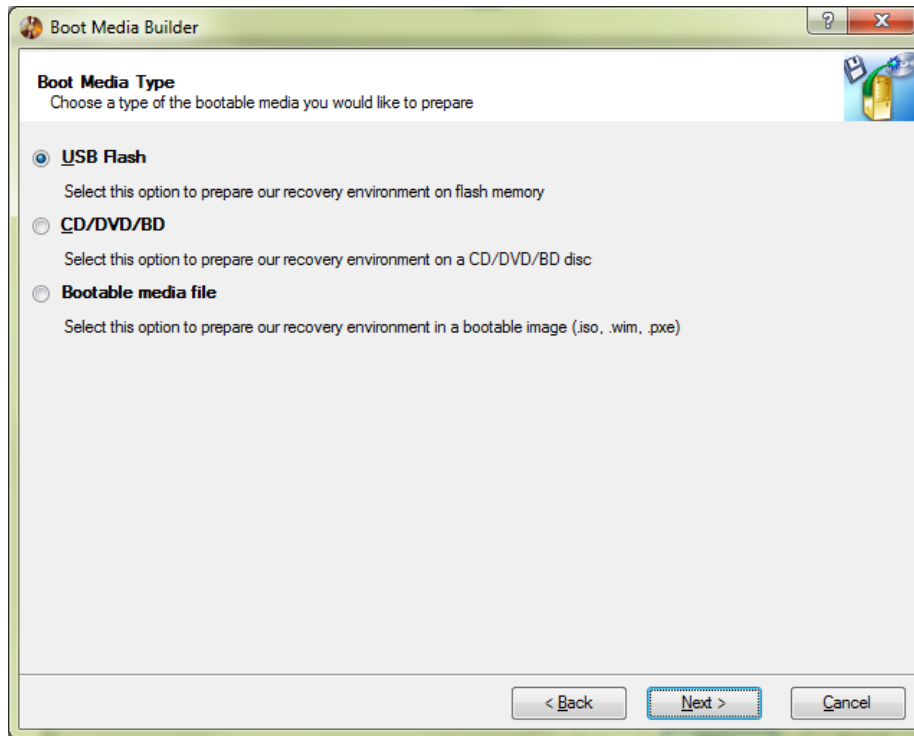 Boot Media Builder
?
Boot Media Type
Choose a type of the bootable media you would like to prepare
USB Flash
Select this option to prepare our recovery environment on flash memory
CD/DVD/BD
Select this option to prepare our recovery environment on a CD/DVD/BD disc
Bootable media file
Select this option to prepare our recovery environment in a bootable image (.iso, .wim, .pxe)
< Back
Next >
Cancel